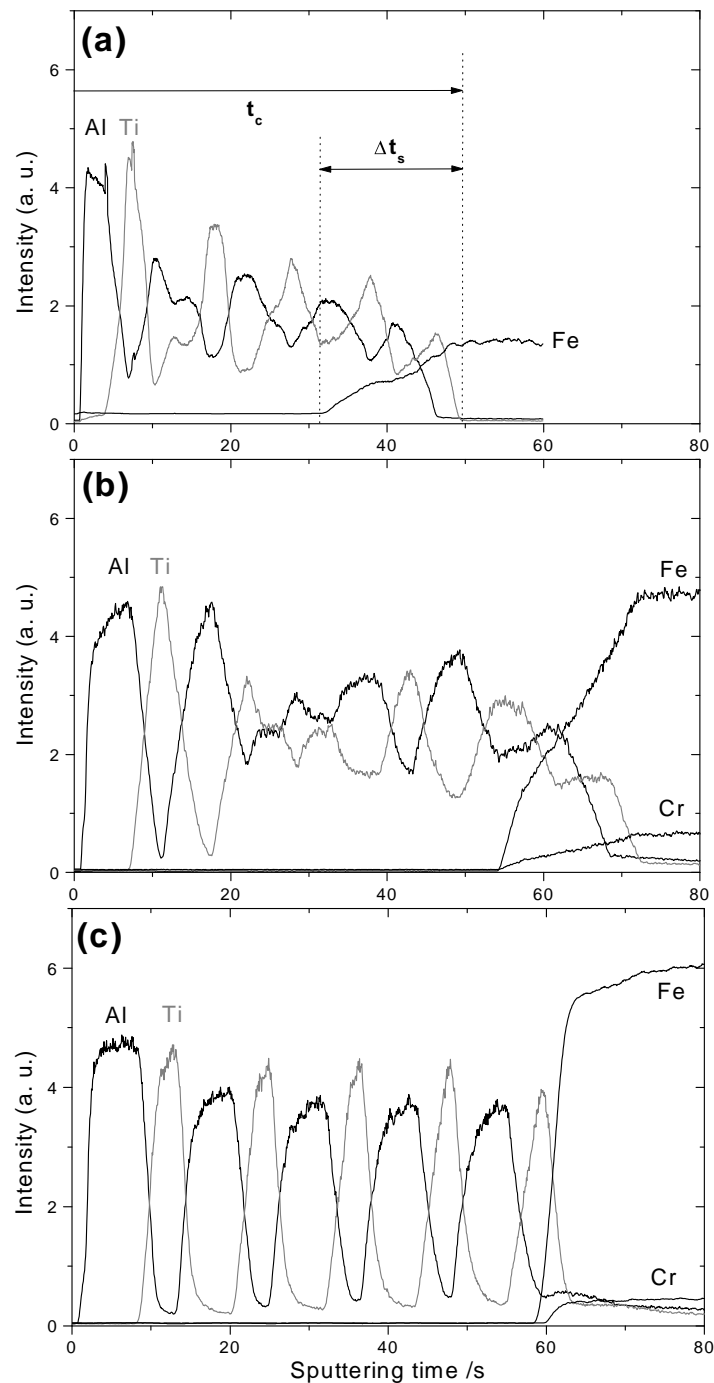 (a)
6
4
2
0
Intensity (a. u.)
t_c
Al Ti
Δt_s
Fe
0 20 40 60 80
(b)
6
4
2
0
Intensity (a. u.)
Al Ti
Fe
Cr
0 20 40 60 80
(c)
6
4
2
0
Intensity (a. u.)
Al Ti
Fe
Cr
0 20 40 60 80
Sputtering time /s